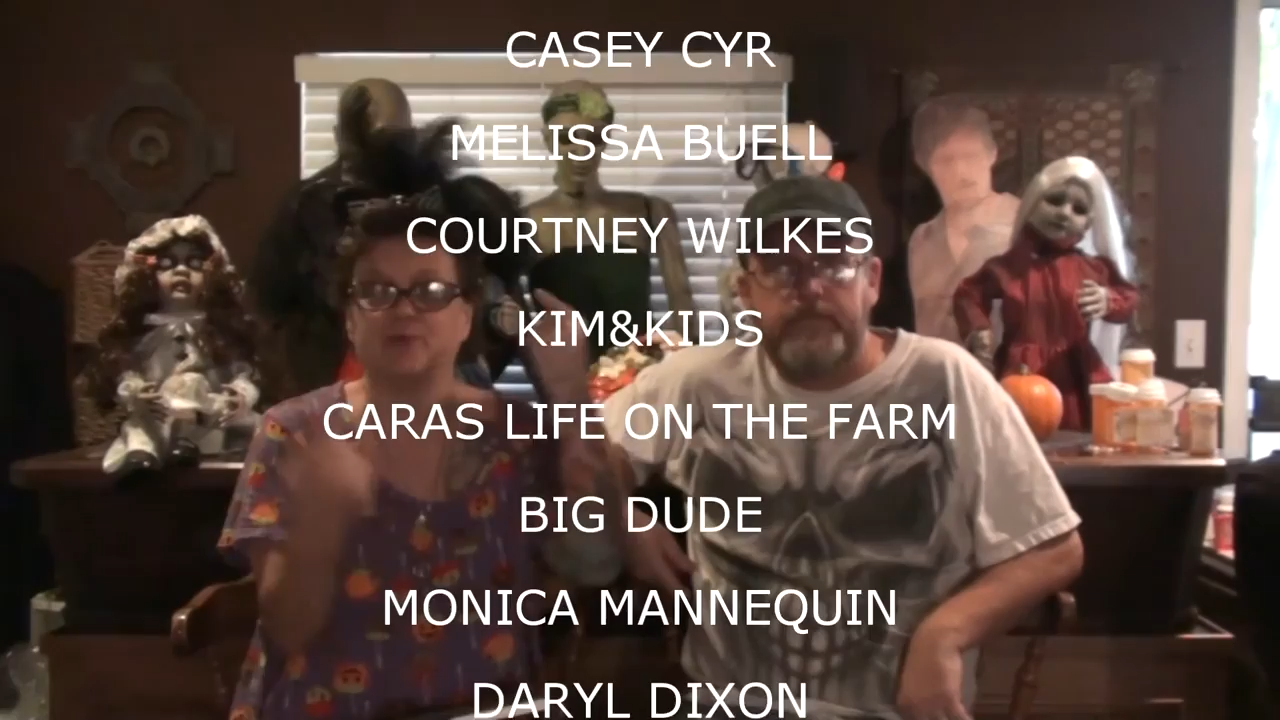 CASEY CYR
MELISSA BUELL
COURTNEY WILKES
KIM&KIDS
CARAS LIFE ON THE FARM
BIG DUDE
MONICA MANNEQUIN
DARYL DIXON